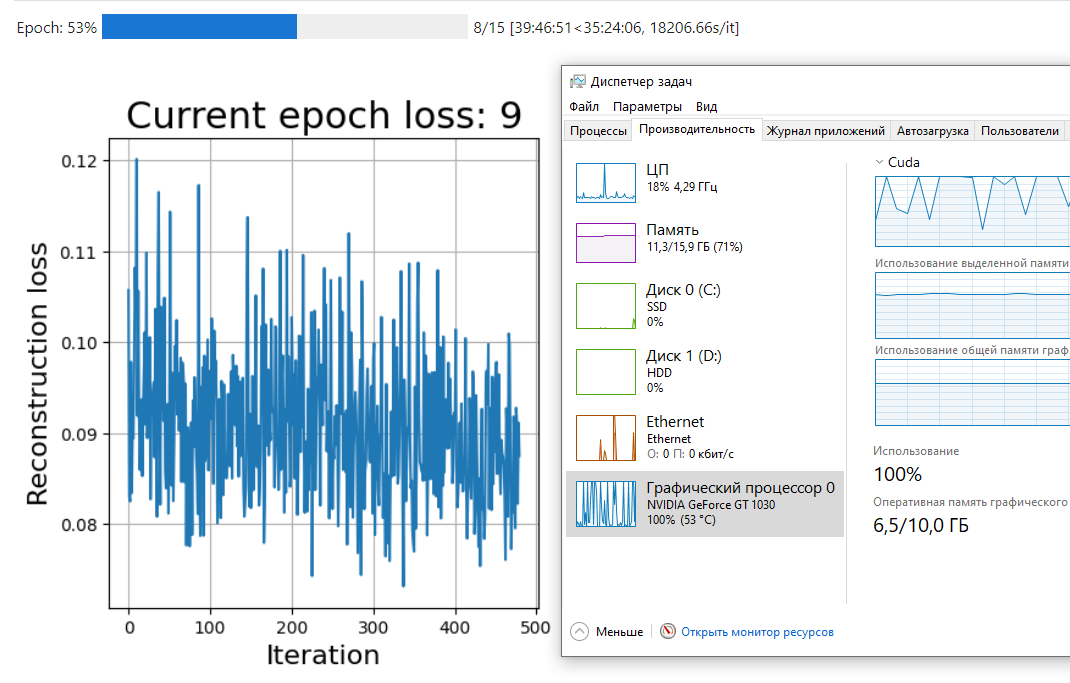 Epoch: 53% 8/15 [39:46:51<35:24:06, 18206.66s/it]
Current epoch loss: 9
Reconstruction loss
0.12
0.11
0.10
0.09
0.08
0 100 200 300 400 500
Iteration
Диспетчер задач
Файл Параметры Вид
Процессы Производительность Журнал приложений Автозагрузка Пользователи
ЦП
18% 4,29 ГГц
Память
11,3/15,9 ГБ (71%)
Диск 0 (C:)
SSD
0%
Диск 1 (D:)
HDD
0%
Ethernet
Ethernet
О: 0 П: 0 кбит/с
Графический процессор 0
NVIDIA GeForce GT 1030
100% (53 °C)
Cuda
Использование выделенной памяти
Использование общей памяти граф
Использование
100%
Оперативная память графического
6,5/10,0 ГБ
Меньше
Открыть монитор ресурсов